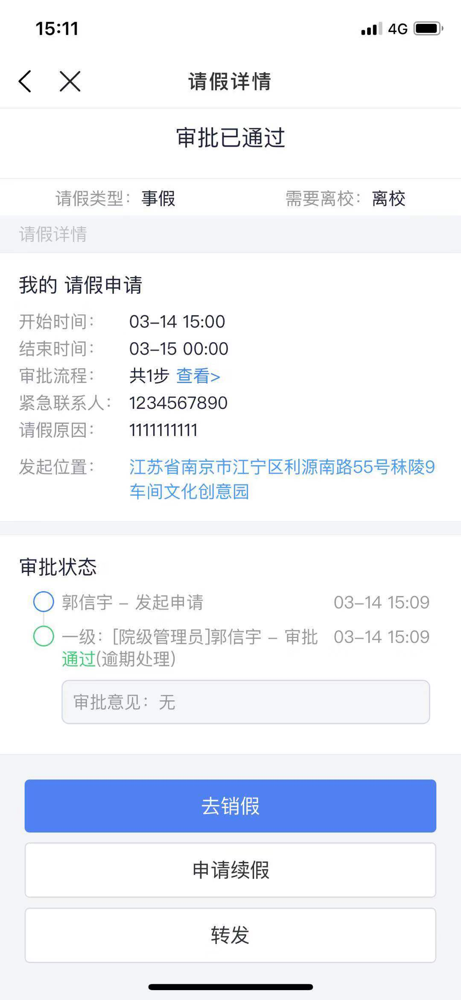 15:11
4G
请假详情
审批已通过
请假类型： 事假 需要离校： 离校
请假详情
我的 请假申请
开始时间： 03-14 15:00
结束时间： 03-15 00:00
审批流程： 共1步 查看>
紧急联系人： 1234567890
请假原因： 1111111111
发起位置： 江苏省南京市江宁区利源南路55号秣陵9
车间文化创意园
审批状态
郭信宇 - 发起申请 03-14 15:09
一级：[院级管理员]郭信宇 - 审批 03-14 15:09
通过(逾期处理)
审批意见：无
去销假
申请续假
转发